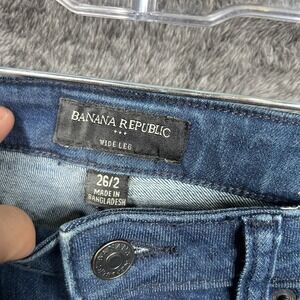 BANANA REPUBLIC
WIDE LEG
26/2
MADE IN
BANGLADESH